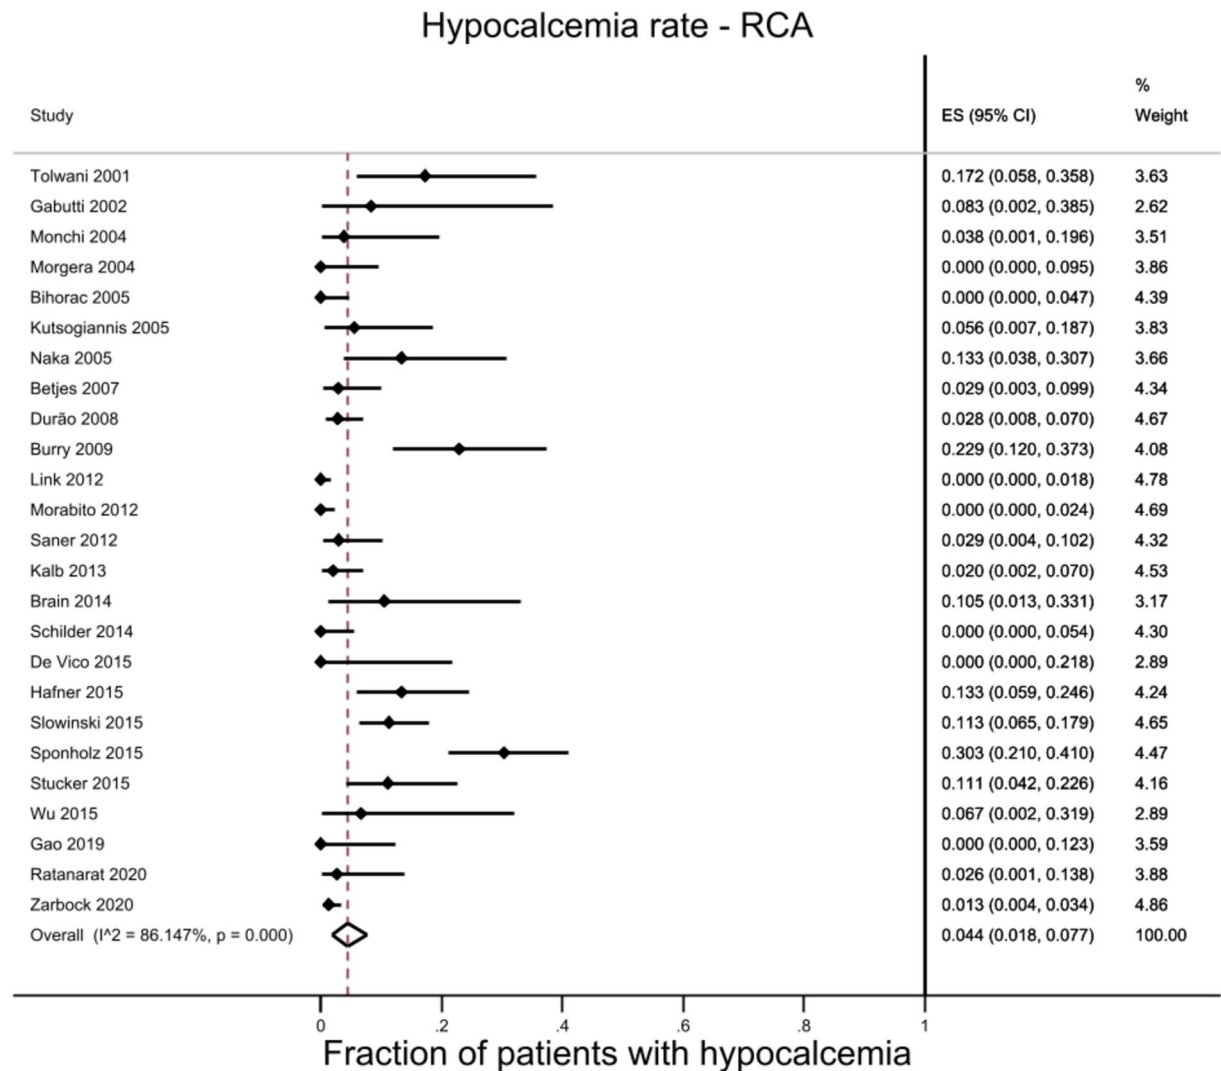 Hypocalcemia rate - RCA
%
Study ES (95% CI) Weight
Tolwani 2001 0.172 (0.058, 0.358) 3.63
Gabutti 2002 0.083 (0.002, 0.385) 2.62
Monchi 2004 0.038 (0.001, 0.196) 3.51
Morgera 2004 0.000 (0.000, 0.095) 3.86
Bihorac 2005 0.000 (0.000, 0.047) 4.39
Kutsogiannis 2005 0.056 (0.007, 0.187) 3.83
Naka 2005 0.133 (0.038, 0.307) 3.66
Betjes 2007 0.029 (0.003, 0.099) 4.34
Durão 2008 0.028 (0.008, 0.070) 4.67
Burry 2009 0.229 (0.120, 0.373) 4.08
Link 2012 0.000 (0.000, 0.018) 4.78
Morabito 2012 0.000 (0.000, 0.024) 4.69
Saner 2012 0.029 (0.004, 0.102) 4.32
Kalb 2013 0.020 (0.002, 0.070) 4.53
Brain 2014 0.105 (0.013, 0.331) 3.17
Schilder 2014 0.000 (0.000, 0.054) 4.30
De Vico 2015 0.000 (0.000, 0.218) 2.89
Hafner 2015 0.133 (0.059, 0.246) 4.24
Slowinski 2015 0.113 (0.065, 0.179) 4.65
Sponholz 2015 0.303 (0.210, 0.410) 4.47
Stucker 2015 0.111 (0.042, 0.226) 4.16
Wu 2015 0.067 (0.002, 0.319) 2.89
Gao 2019 0.000 (0.000, 0.123) 3.59
Ratanarat 2020 0.026 (0.001, 0.138) 3.88
Zarbock 2020 0.013 (0.004, 0.034) 4.86
Overall (I^2 = 86.147%, p = 0.000) 0.044 (0.018, 0.077) 100.00
0 .2 .4 .6 .8 1
Fraction of patients with hypocalcemia